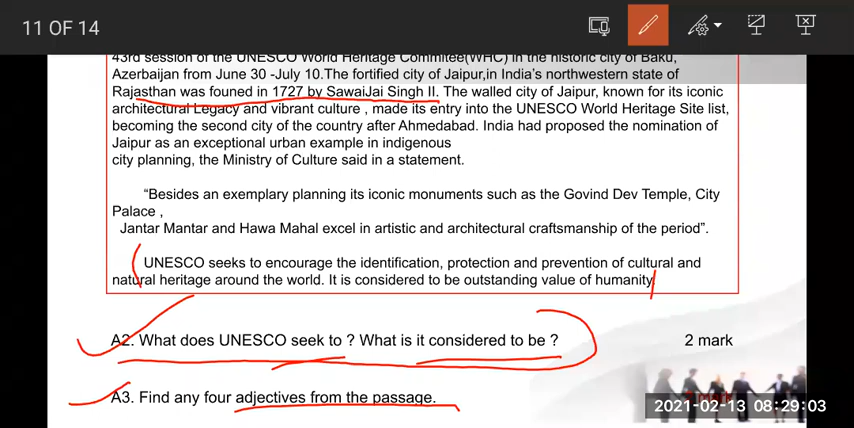 11 OF 14
43rd session of the UNESCO World Heritage Commitee(WHC) in the historic city of Baku,
Azerbaijan from June 30 -July 10.The fortified city of Jaipur,in India's northwestern state of
Rajasthan was founed in 1727 by SawaiJai Singh II. The walled city of Jaipur, known for its iconic
architectural Legacy and vibrant culture , made its entry into the UNESCO World Heritage Site list,
becoming the second city of the country after Ahmedabad. India had proposed the nomination of
Jaipur as an exceptional urban example in indigenous
city planning, the Ministry of Culture said in a statement.
“Besides an exemplary planning its iconic monuments such as the Govind Dev Temple, City
Palace ,
Jantar Mantar and Hawa Mahal excel in artistic and architectural craftsmanship of the period”.
UNESCO seeks to encourage the identification, protection and prevention of cultural and
natural heritage around the world. It is considered to be outstanding value of humanity
A2. What does UNESCO seek to ? What is it considered to be ? 2 mark
A3. Find any four adjectives from the passage.
2021-02-13 08:29:03